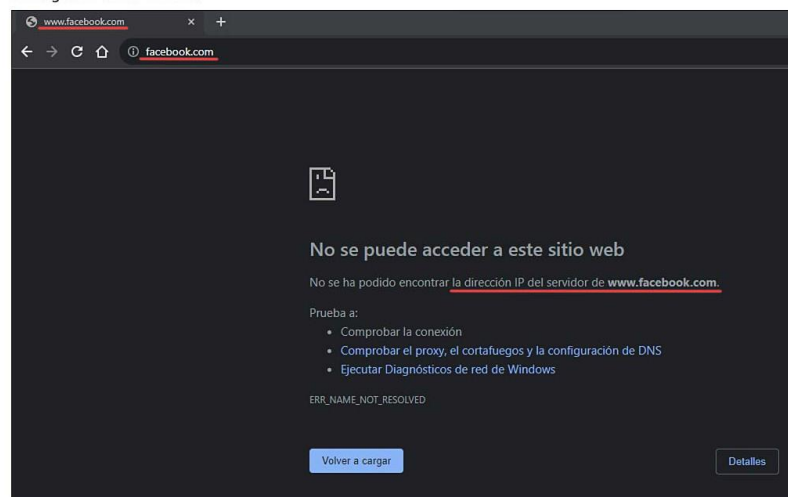 www.facebook.com
facebook.com
No se puede acceder a este sitio web
No se ha podido encontrar la dirección IP del servidor de www.facebook.com.
Prueba a:
Comprobar la conexión
Comprobar el proxy, el cortafuegos y la configuración de DNS
Ejecutar Diagnósticos de red de Windows
ERR_NAME_NOT_RESOLVED
Volver a cargar
Detalles